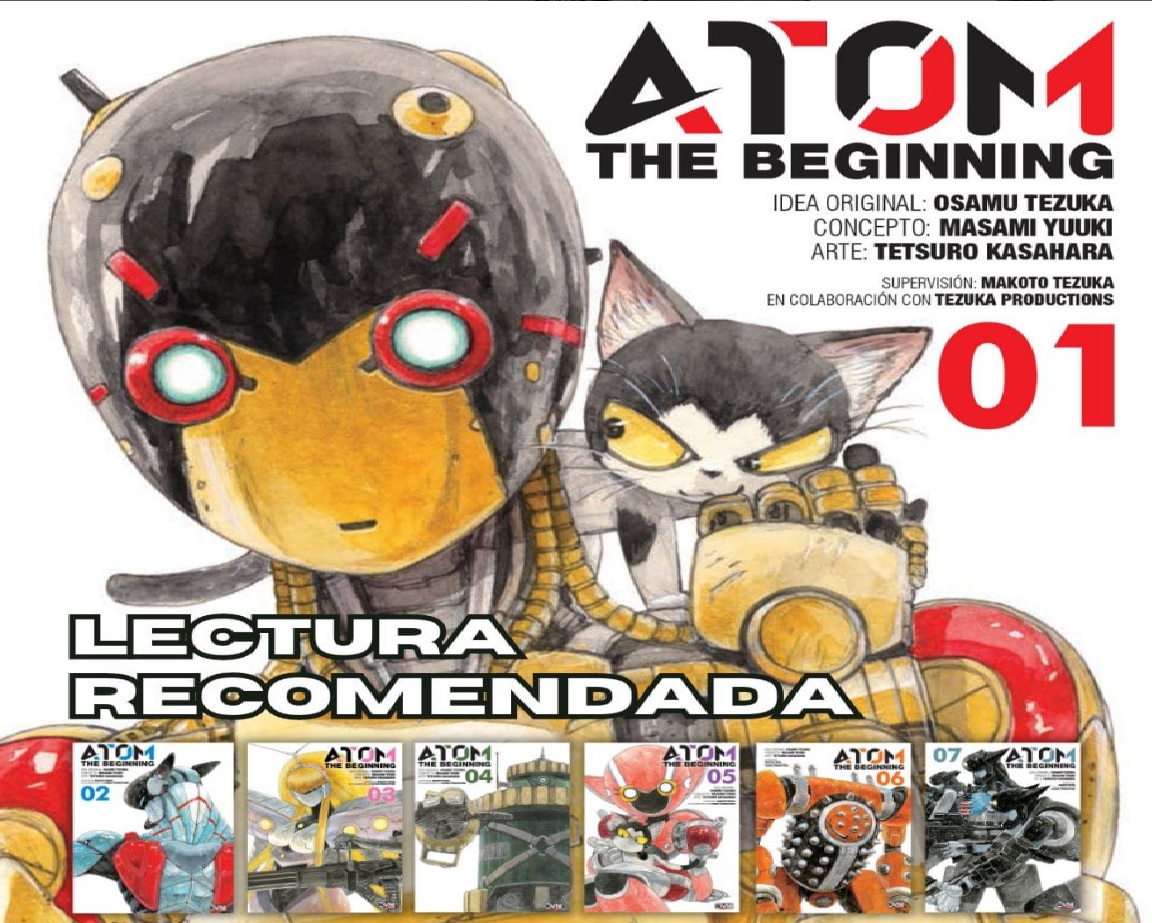 ATOM
THE BEGINNING
IDEA ORIGINAL: OSAMU TEZUKA
CONCEPTO: MASAMI YUUKI
ARTE: TETSURO KASAHARA
SUPERVISIÓN: MAKOTO TEZUKA
EN COLABORACIÓN CON TEZUKA PRODUCTIONS
01
LECTURA
RECOMENDADA
ATOM
THE BEGINNING
02
ATOM
THE BEGINNING
03
ATOM
THE BEGINNING
04
ATOM
THE BEGINNING
05
ATOM
THE BEGINNING
06
07
ATOM
THE BEGINNING